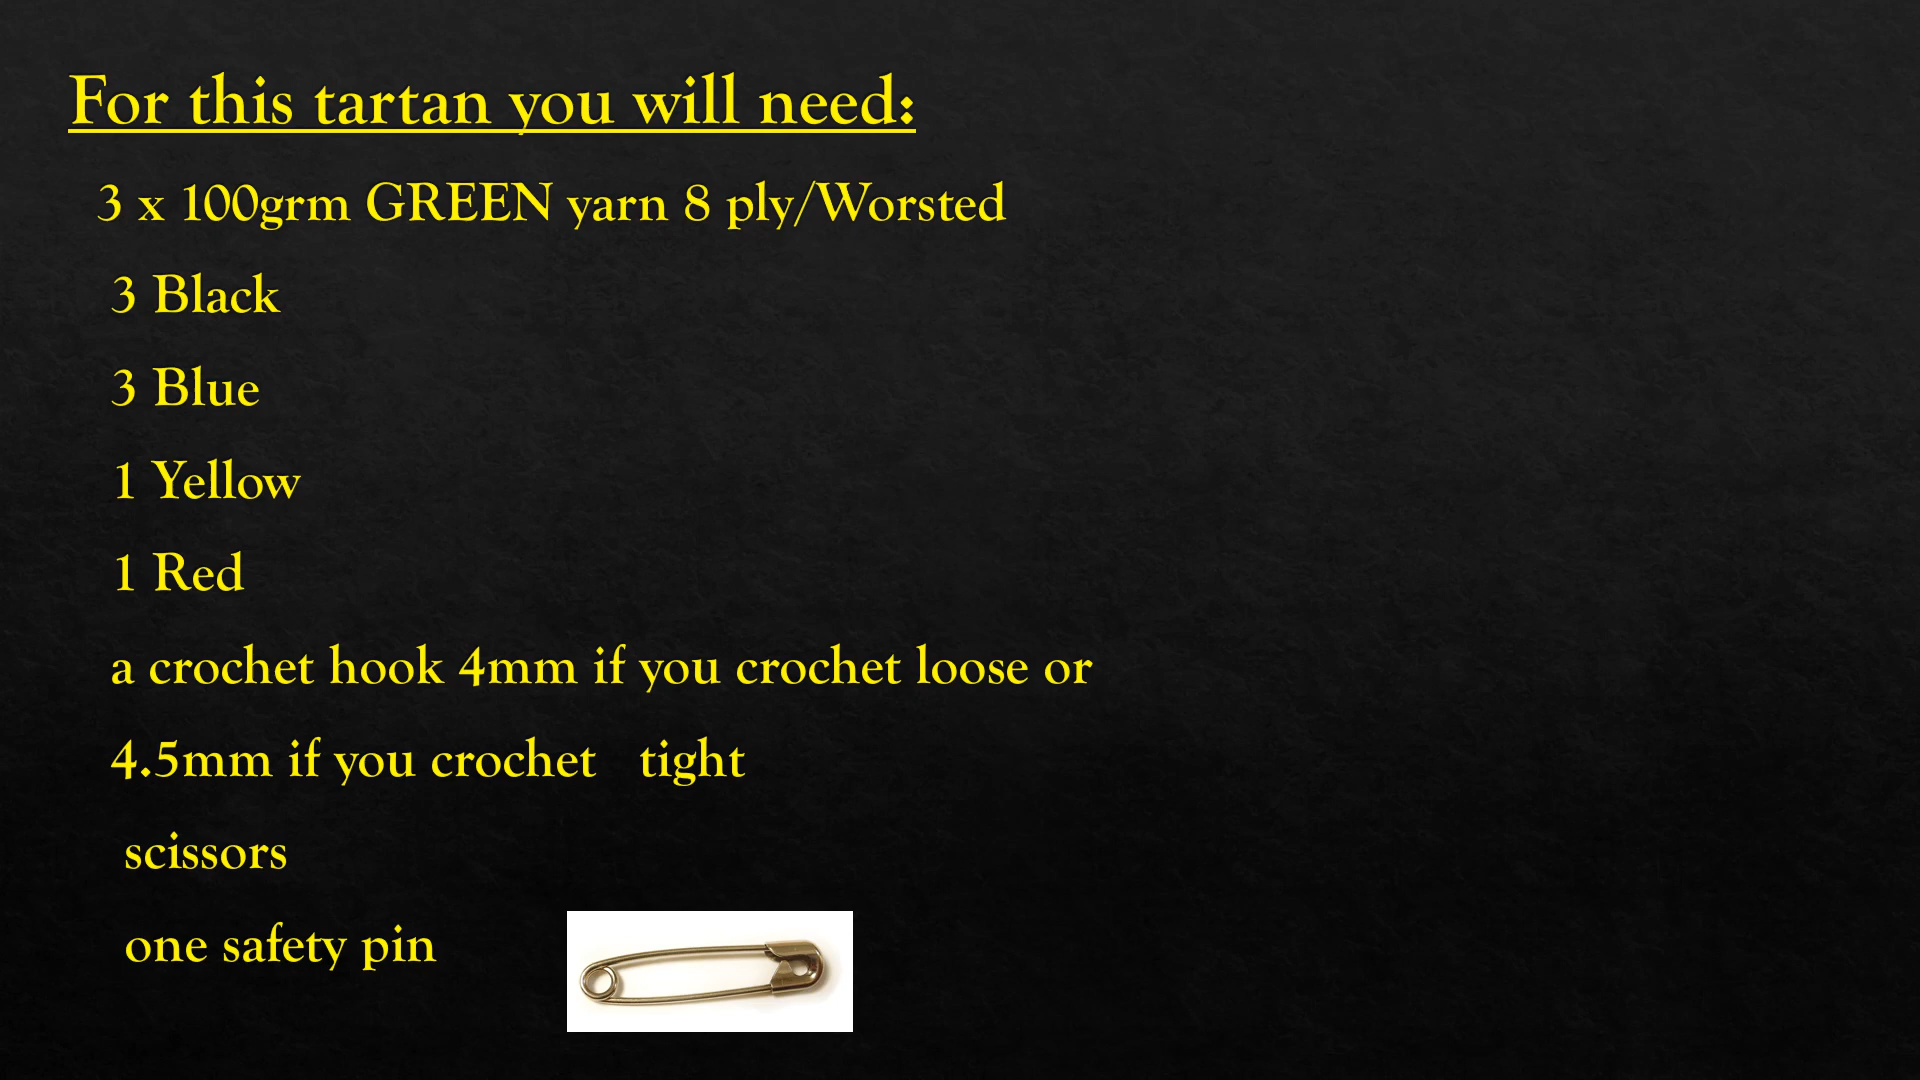 For this tartan you will need:
3 x 100grm GREEN yarn 8 ply/Worsted
3 Black
3 Blue
1 Yellow
1 Red
a crochet hook 4mm if you crochet loose or
4.5mm if you crochet   tight
scissors
one safety pin